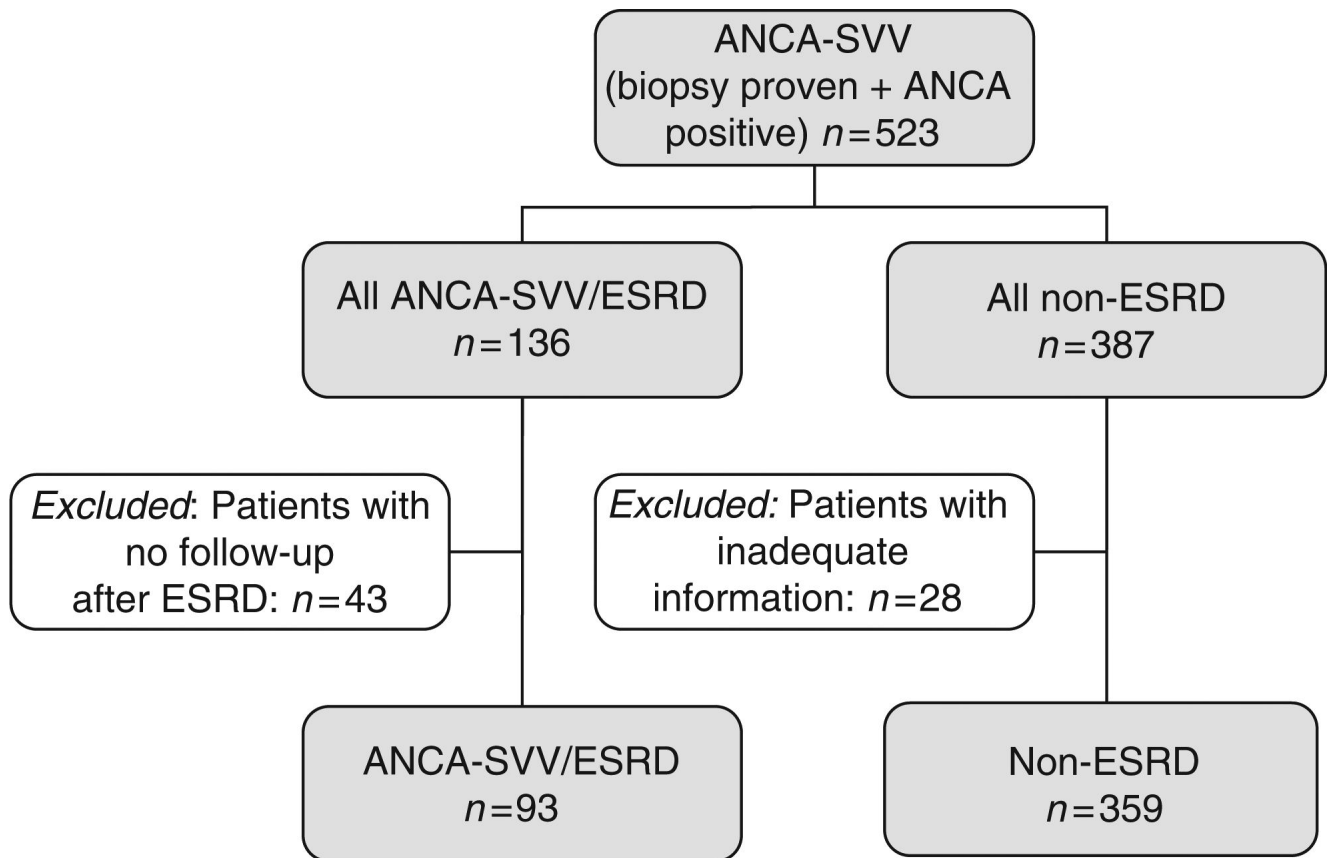 ANCA-SVV
(biopsy proven + ANCA
positive) n=523
All ANCA-SVV/ESRD
n=136
All non-ESRD
n=387
Excluded: Patients with
no follow-up
after ESRD: n=43
Excluded: Patients with
inadequate
information: n=28
ANCA-SVV/ESRD
n=93
Non-ESRD
n=359